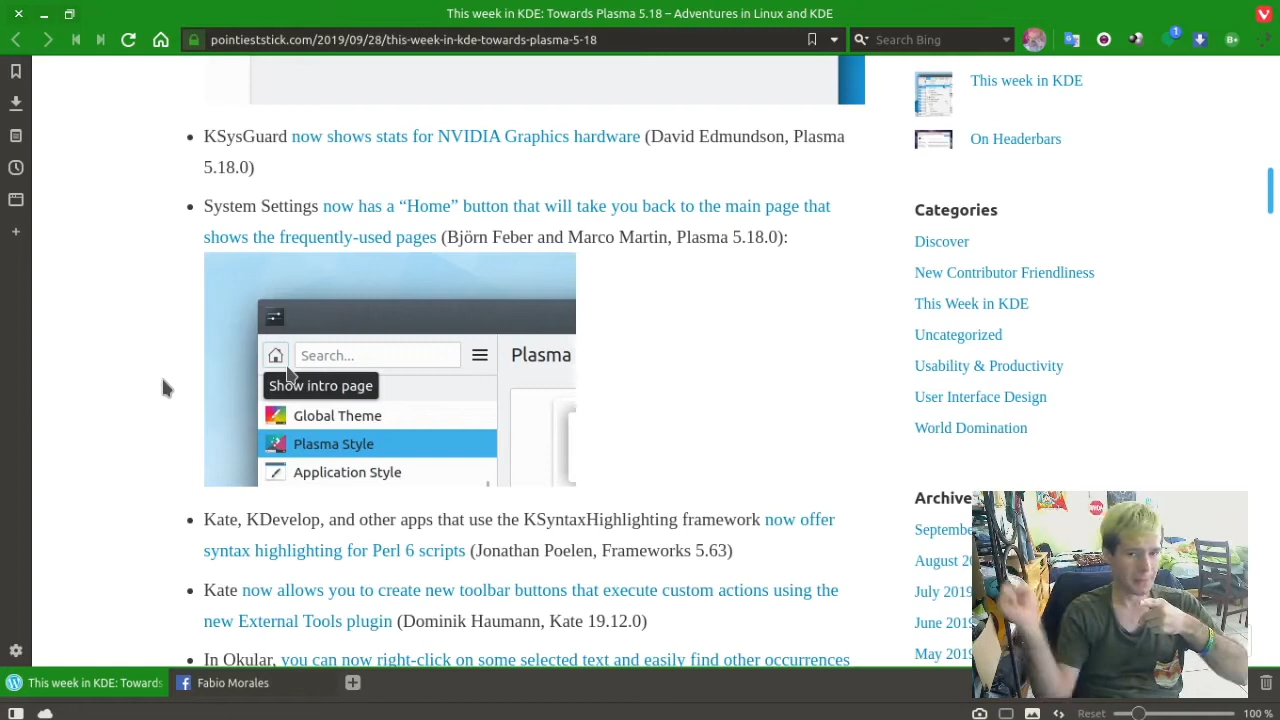 This week in KDE: Towards Plasma 5.18 – Adventures in Linux and KDE
pointieststick.com/2019/09/28/this-week-in-kde-towards-plasma-5-18
Search Bing
1
B+
KSysGuard now shows stats for NVIDIA Graphics hardware (David Edmundson, Plasma
5.18.0)
System Settings now has a “Home” button that will take you back to the main page that
shows the frequently-used pages (Björn Feber and Marco Martin, Plasma 5.18.0):
Search...
Plasma
Show intro page
Global Theme
Plasma Style
Application Style
Kate, KDevelop, and other apps that use the KSyntaxHighlighting framework now offer
syntax highlighting for Perl 6 scripts (Jonathan Poelen, Frameworks 5.63)
Kate now allows you to create new toolbar buttons that execute custom actions using the
new External Tools plugin (Dominik Haumann, Kate 19.12.0)
In Okular, you can now right-click on some selected text and easily find other occurrences
This week in KDE
On Headerbars
Categories
Discover
New Contributor Friendliness
This Week in KDE
Uncategorized
Usability & Productivity
User Interface Design
World Domination
Archive
Septembe
August 20
July 2019
June 2019
May 2019
This week in KDE: Towards
Fabio Morales
Reset
100 %